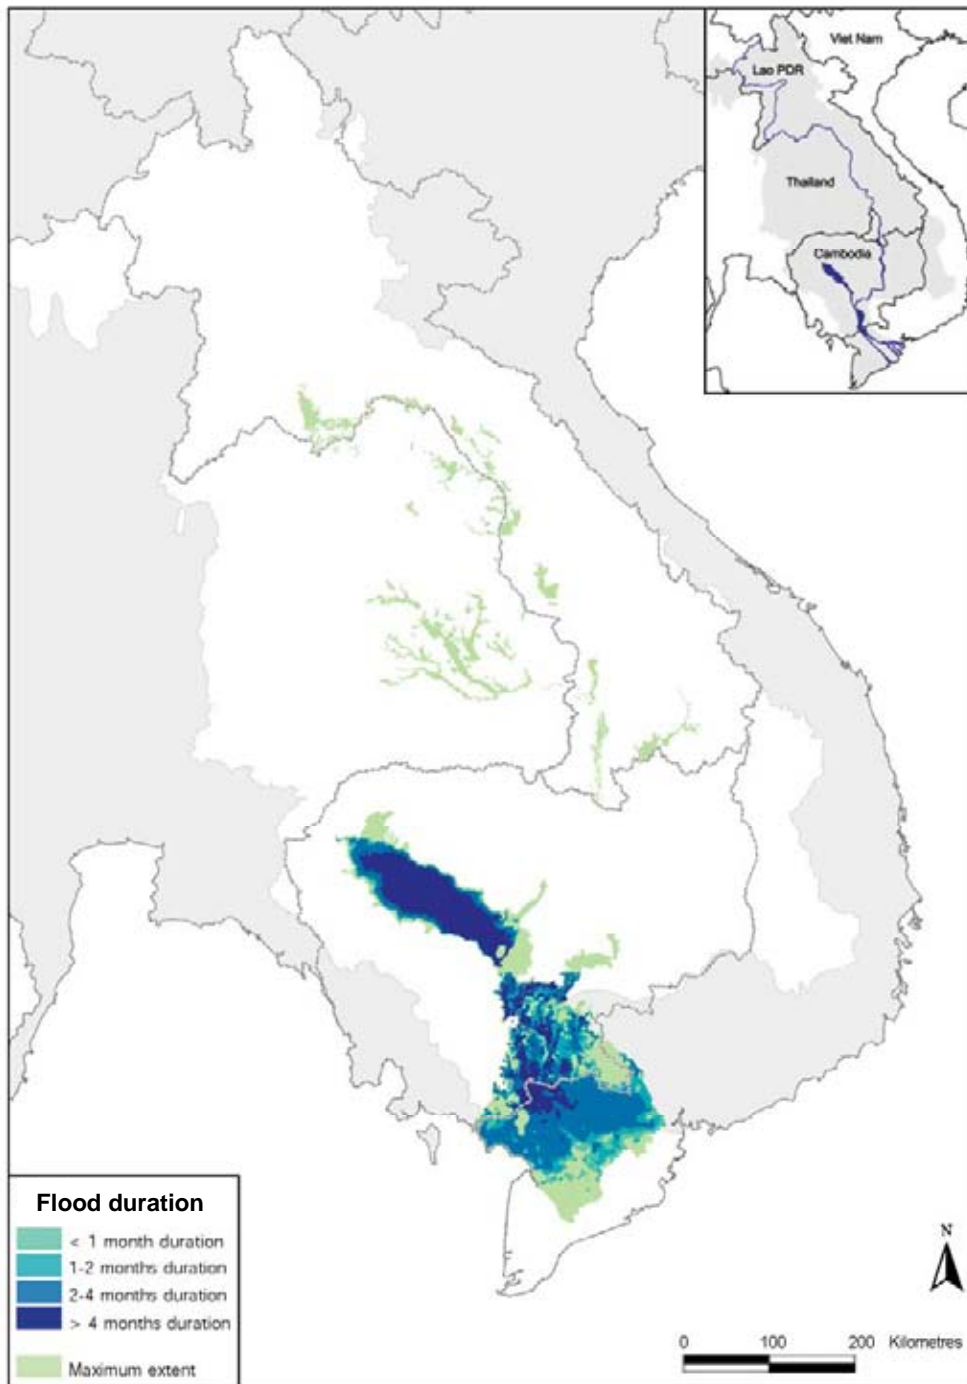 Viet Nam
Lao PDR
Thailand
Cambodia
Flood duration
< 1 month duration
1-2 months duration
2-4 months duration
> 4 months duration
Maximum extent
N
0 100 200 Kilometres